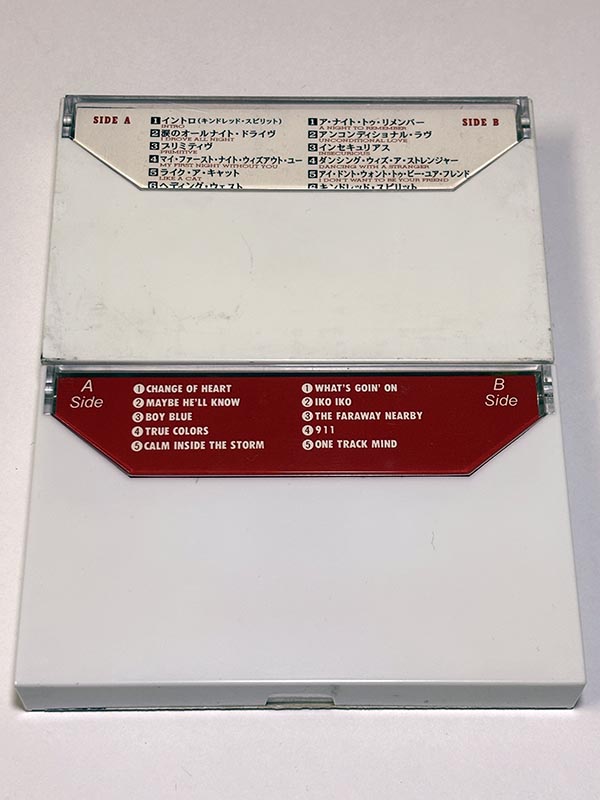 SIDE A
1 イントロ(キンドレッド・スピリット)
INTRO
2 涙のオールナイト・ドライヴ
I DROVE ALL NIGHT
3 プリミティヴ
PRIMITIVE
4 マイ・ファースト・ナイト・ウィズアウト・ユー
MY FIRST NIGHT WITHOUT YOU
5 ライク・ア・キャット
LIKE A CAT
6 ヘディング・ウェスト
1 ア・ナイト・トゥ・リメンバー
A NIGHT TO REMEMBER
2 アンコンディショナル・ラヴ
UNCONDITIONAL LOVE
3 インセキュリアス
INSECURIOUS
4 ダンシング・ウィズ・ア・ストレンジャー
DANCING WITH A STRANGER
5 アイ・ドント・ウォント・トゥ・ビー・ユア・フレンド
I DON'T WANT TO BE YOUR FRIEND
6 キンドレッド・スピリット
SIDE B
A
Side
1 CHANGE OF HEART
2 MAYBE HE'LL KNOW
3 BOY BLUE
4 TRUE COLORS
5 CALM INSIDE THE STORM
1 WHAT'S GOIN' ON
2 IKO IKO
3 THE FARAWAY NEARBY
4 911
5 ONE TRACK MIND
B
Side